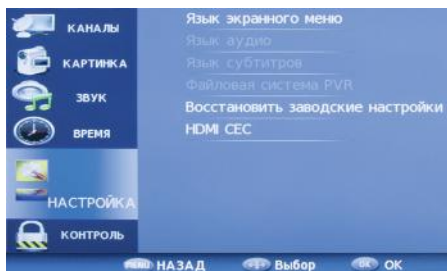 КАНАЛЫ
КАРТИНКА
ЗВУК
ВРЕМЯ
НАСТРОЙКА
КОНТРОЛЬ
Язык экранного меню
Язык аудио
Язык субтитров
Файловая система PVR
Восстановить заводские настройки
HDMI CEC
MENU НАЗАД Выбор OK OK